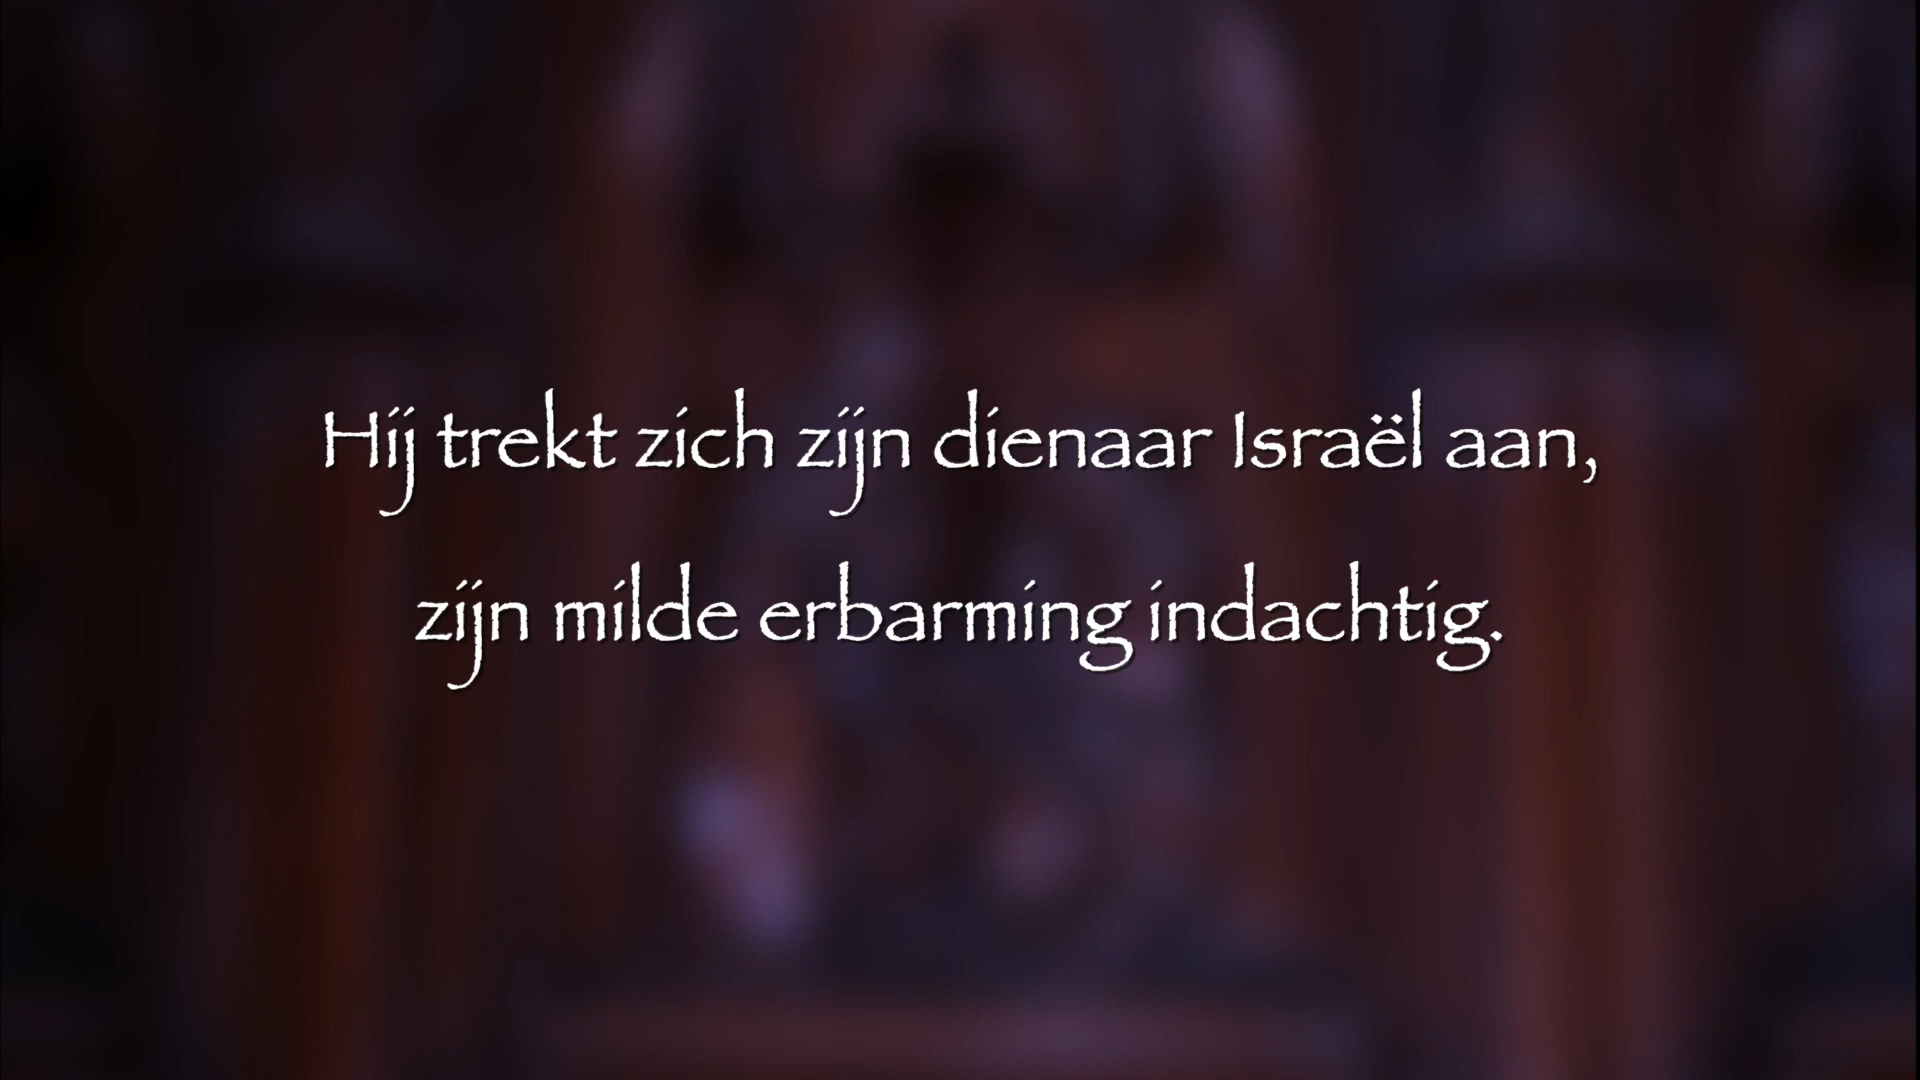 Hij trekt zich zijn dienaar Israël aan,
zijn milde erbarming indachtig.